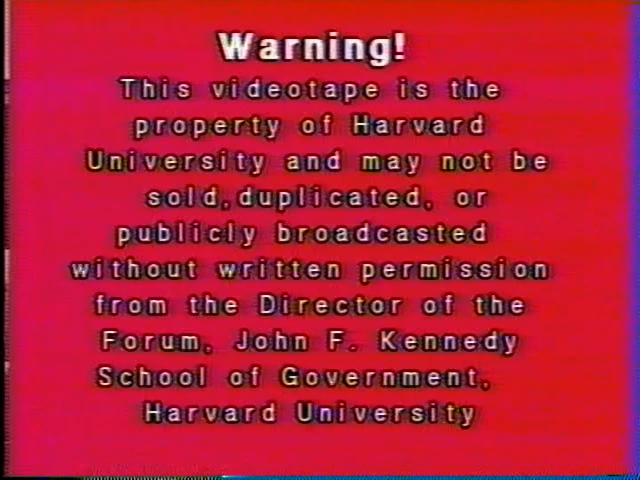 Warning!
This videotape is the
property of Harvard
University and may not be
sold,duplicated, or
publicly broadcasted
without written permission
from the Director of the
Forum, John F. Kennedy
School of Government,
Harvard University